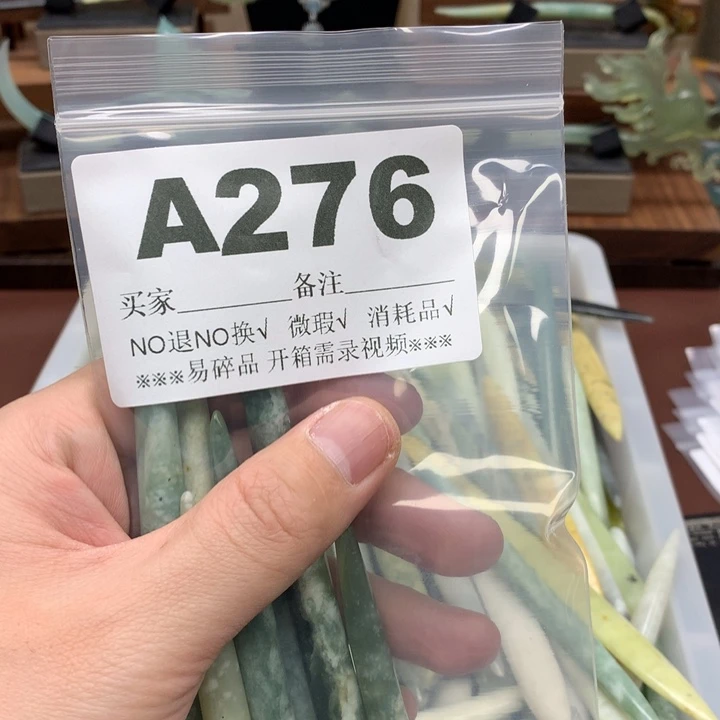 A276
买家________备注________
NO退NO换√ 微瑕√ 消耗品√
※※※易碎品 开箱需录视频※※※